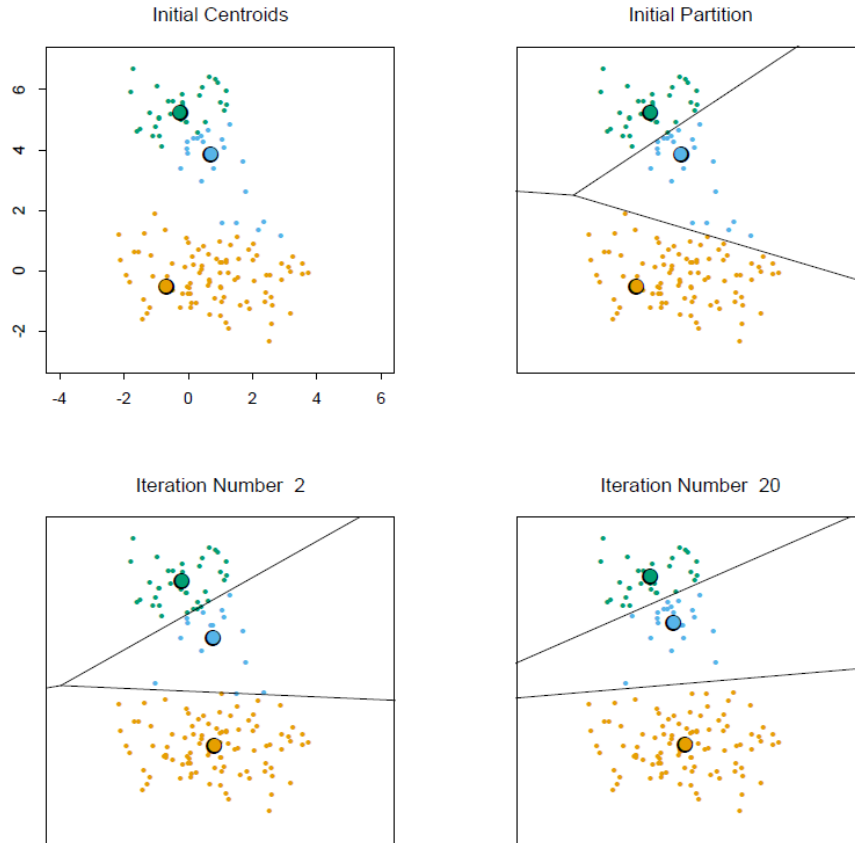 Initial Centroids
Initial Partition
6
4
2
0
-2
-4 -2 0 2 4 6
Iteration Number 2
Iteration Number 20